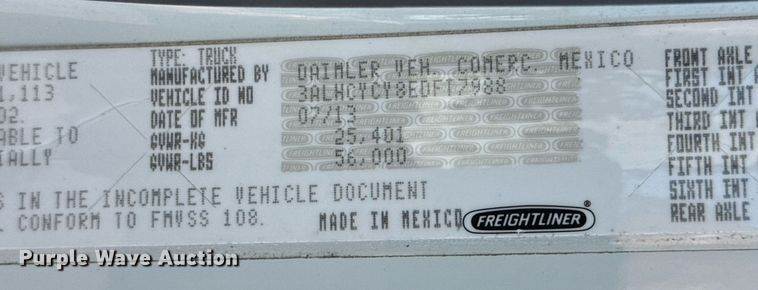 VEHICLE TYPE: TRUCK FRONT AXLE
1,113 MANUFACTURED BY DAIMLER VEH. COMERC. MEXICO FIRST INT
02. VEHICLE ID NO 3ALHCYCY8EDFT7988 SECOND INT
DATE OF MFR 07/13 THIRD INT
ABLE TO GVWR-KG 25,401 FOURTH INT
IALLY GVWR-LBS 56,000 FIFTH INT
S IN THE INCOMPLETE VEHICLE DOCUMENT SIXTH INT
L CONFORM TO FMVSS 108. MADE IN MEXICO FREIGHTLINER® REAR AXLE
Purple Wave Auction